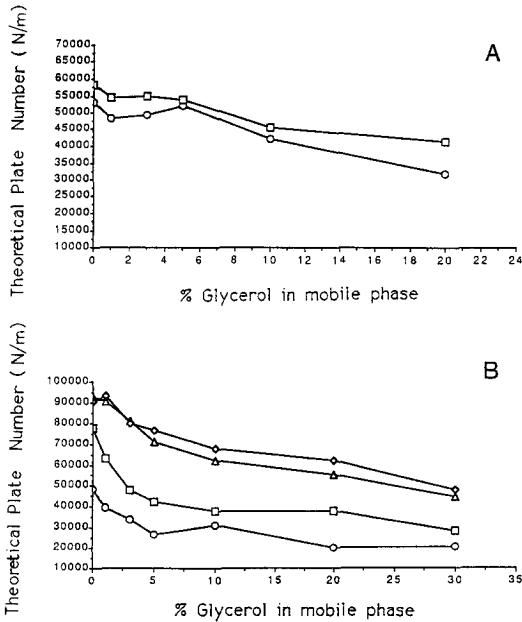 A
Theoretical Plate Number (N/m)
70000
65000
60000
55000
50000
45000
40000
35000
30000
25000
20000
15000
10000
0 2 4 6 8 10 12 14 16 18 20 22 24
% Glycerol in mobile phase
B
Theoretical Plate Number (N/m)
100000
90000
80000
70000
60000
50000
40000
30000
20000
10000
0 5 10 15 20 25 30 35
% Glycerol in mobile phase